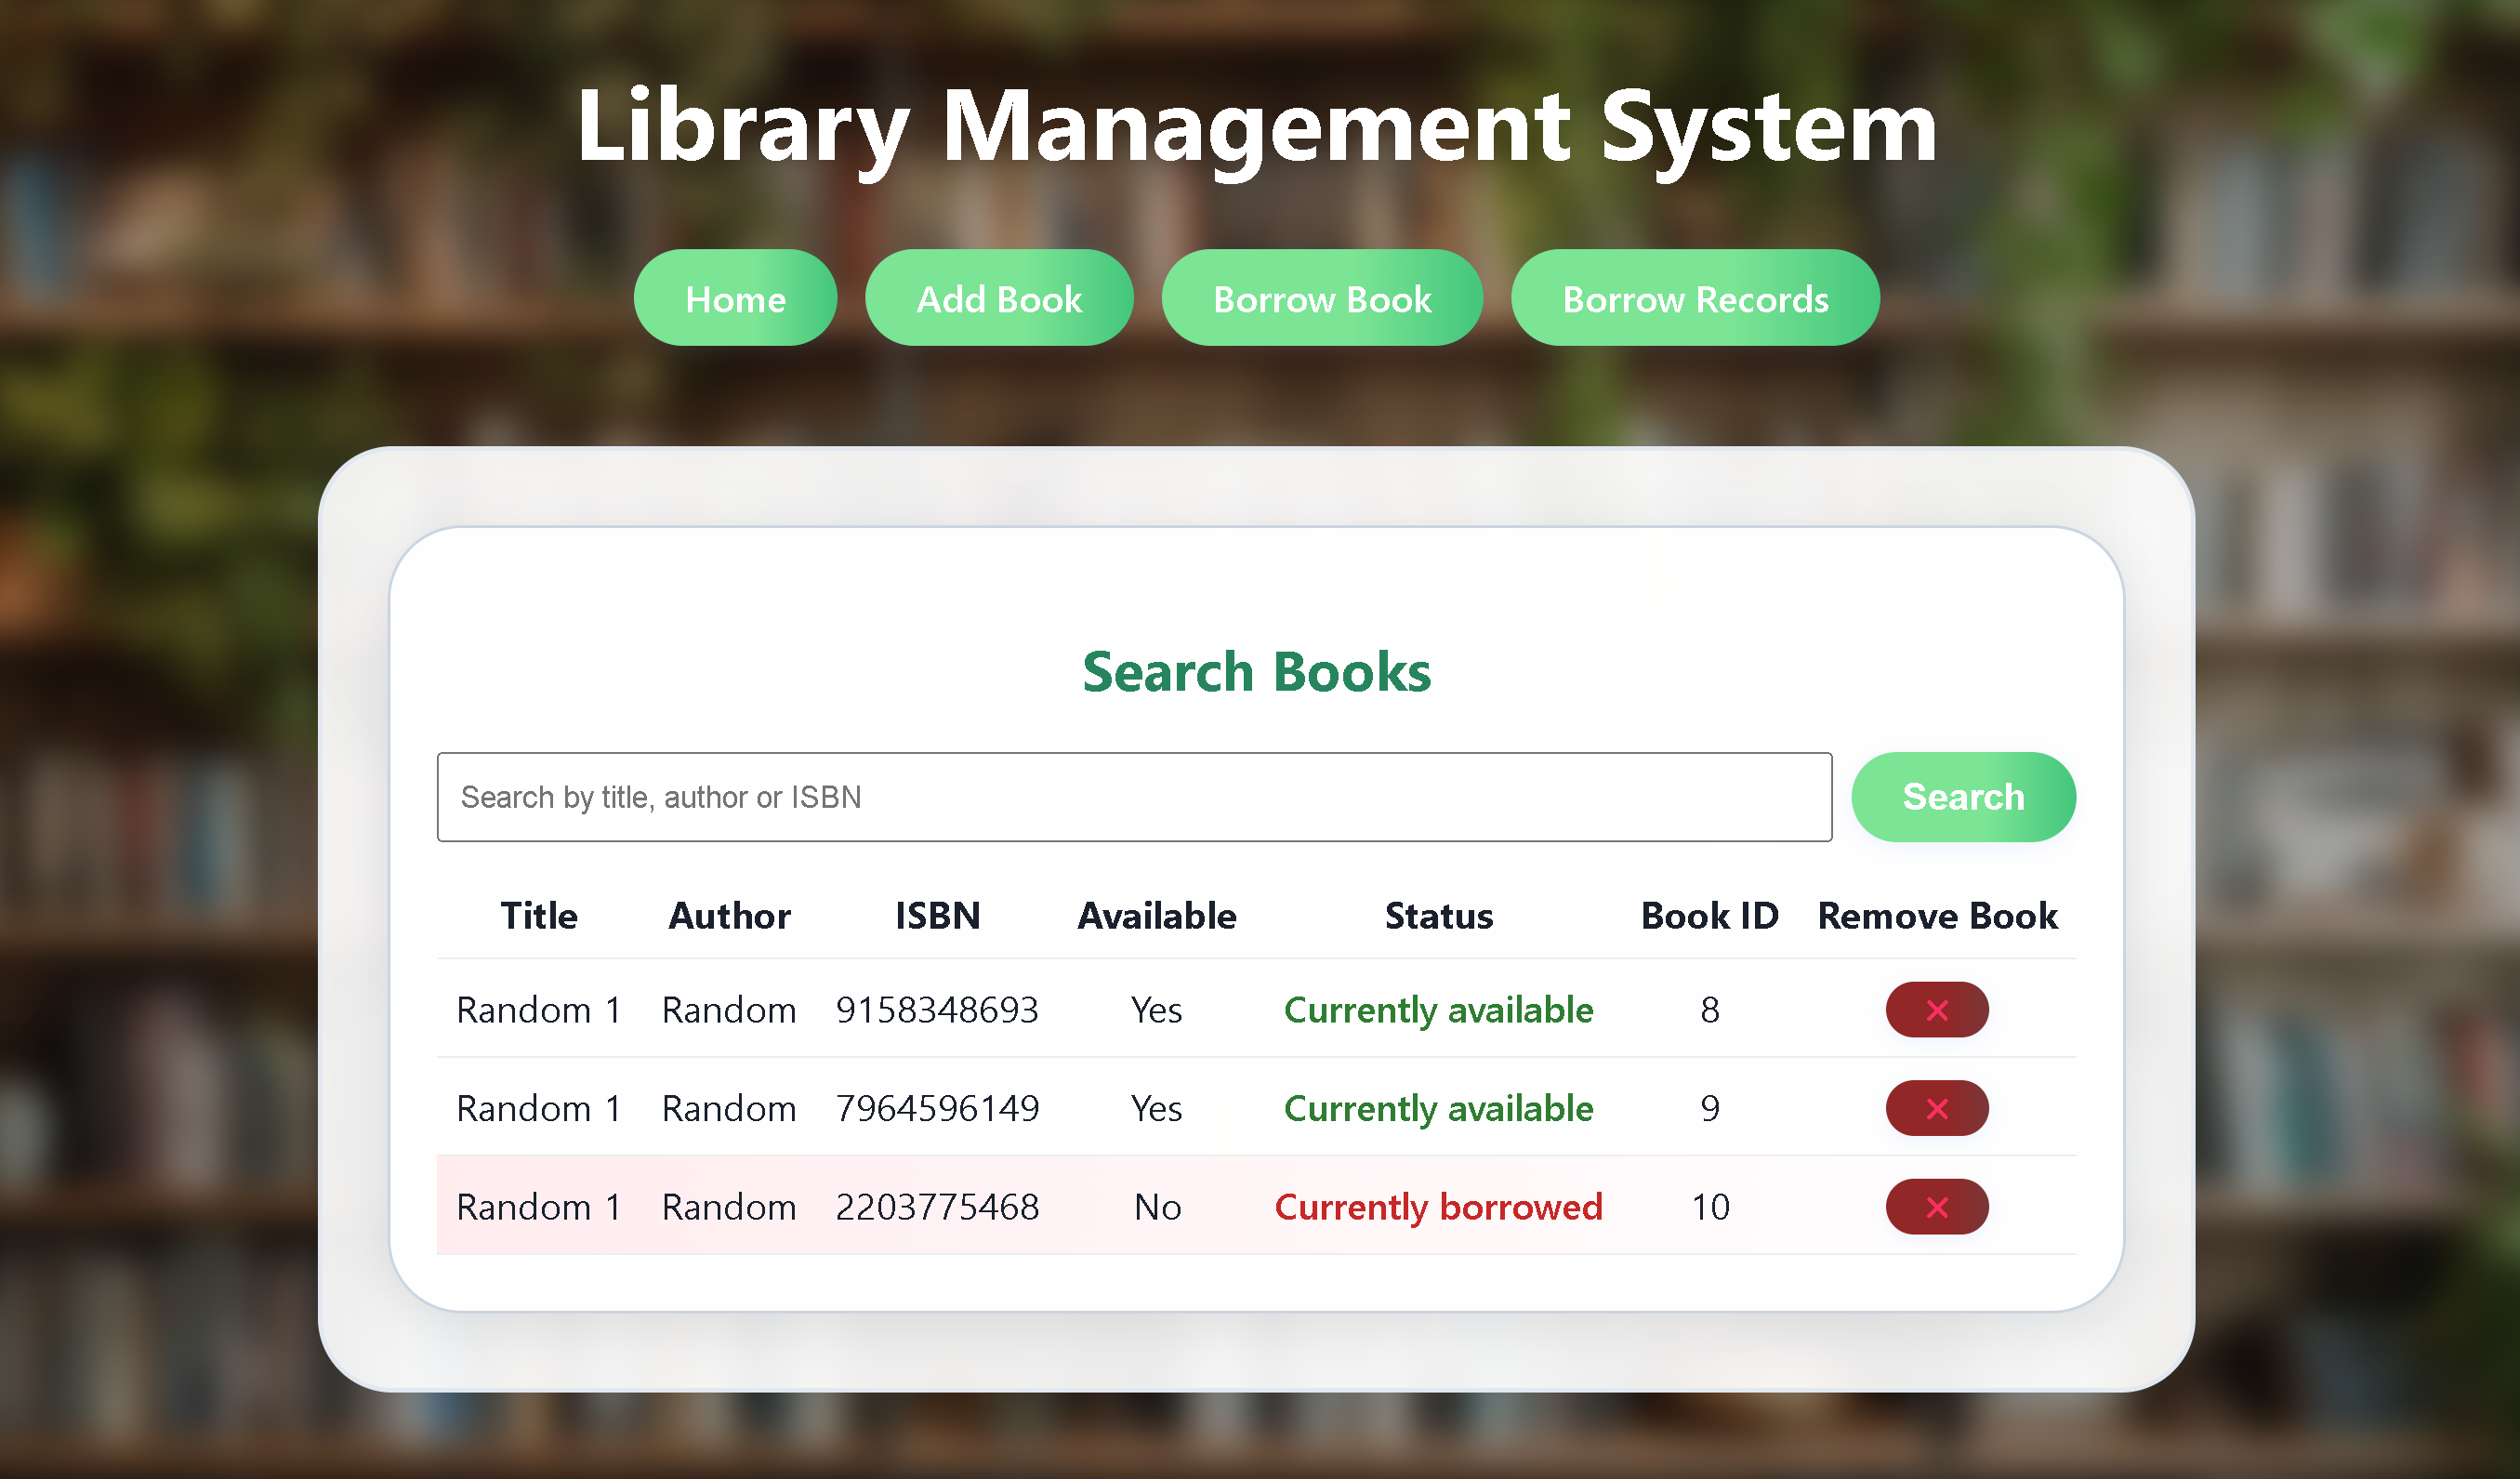 Library Management System
Home Add Book Borrow Book Borrow Records
Search Books
Search by title, author or ISBN Search
Title Author ISBN Available Status Book ID Remove Book
Random 1 Random 9158348693 Yes Currently available 8 ✕
Random 1 Random 7964596149 Yes Currently available 9 ✕
Random 1 Random 2203775468 No Currently borrowed 10 ✕